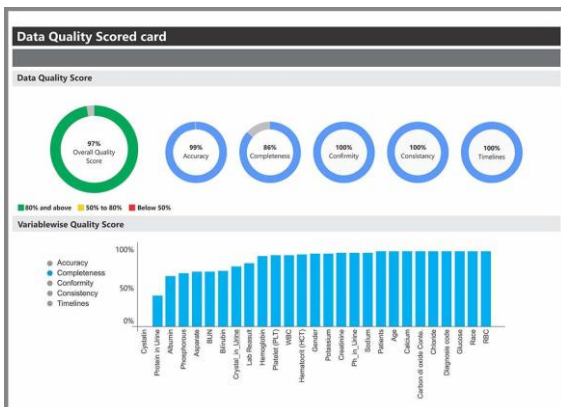 Data Quality Scored card
Data Quality Score
97%
Overall Quality
Score
99%
Accuracy
86%
Completeness
100%
Confirmity
100%
Consistancy
100%
Timelines
80% and above
50% to 80%
Below 50%
Variablewise Quality Score
Accuracy
Completeness
Conformity
Consistency
Timelines
100%
50%
0%
Cystatin
Protein in Urine
Albumin
Phosphorous
Asparate
BUN
Bilirubin
Crystal_in_Urine
Lab Reasult
Hemoglobin
Platelet (PLT)
WBC
Hematocrit (HCT)
Gender
Potassium
Creatinine
Ph_in_Urine
Sodium
Patients
Age
Calcium
Carbon di oxide Conte.
Chloride
Diagnosis code
Glucose
Race
RBC